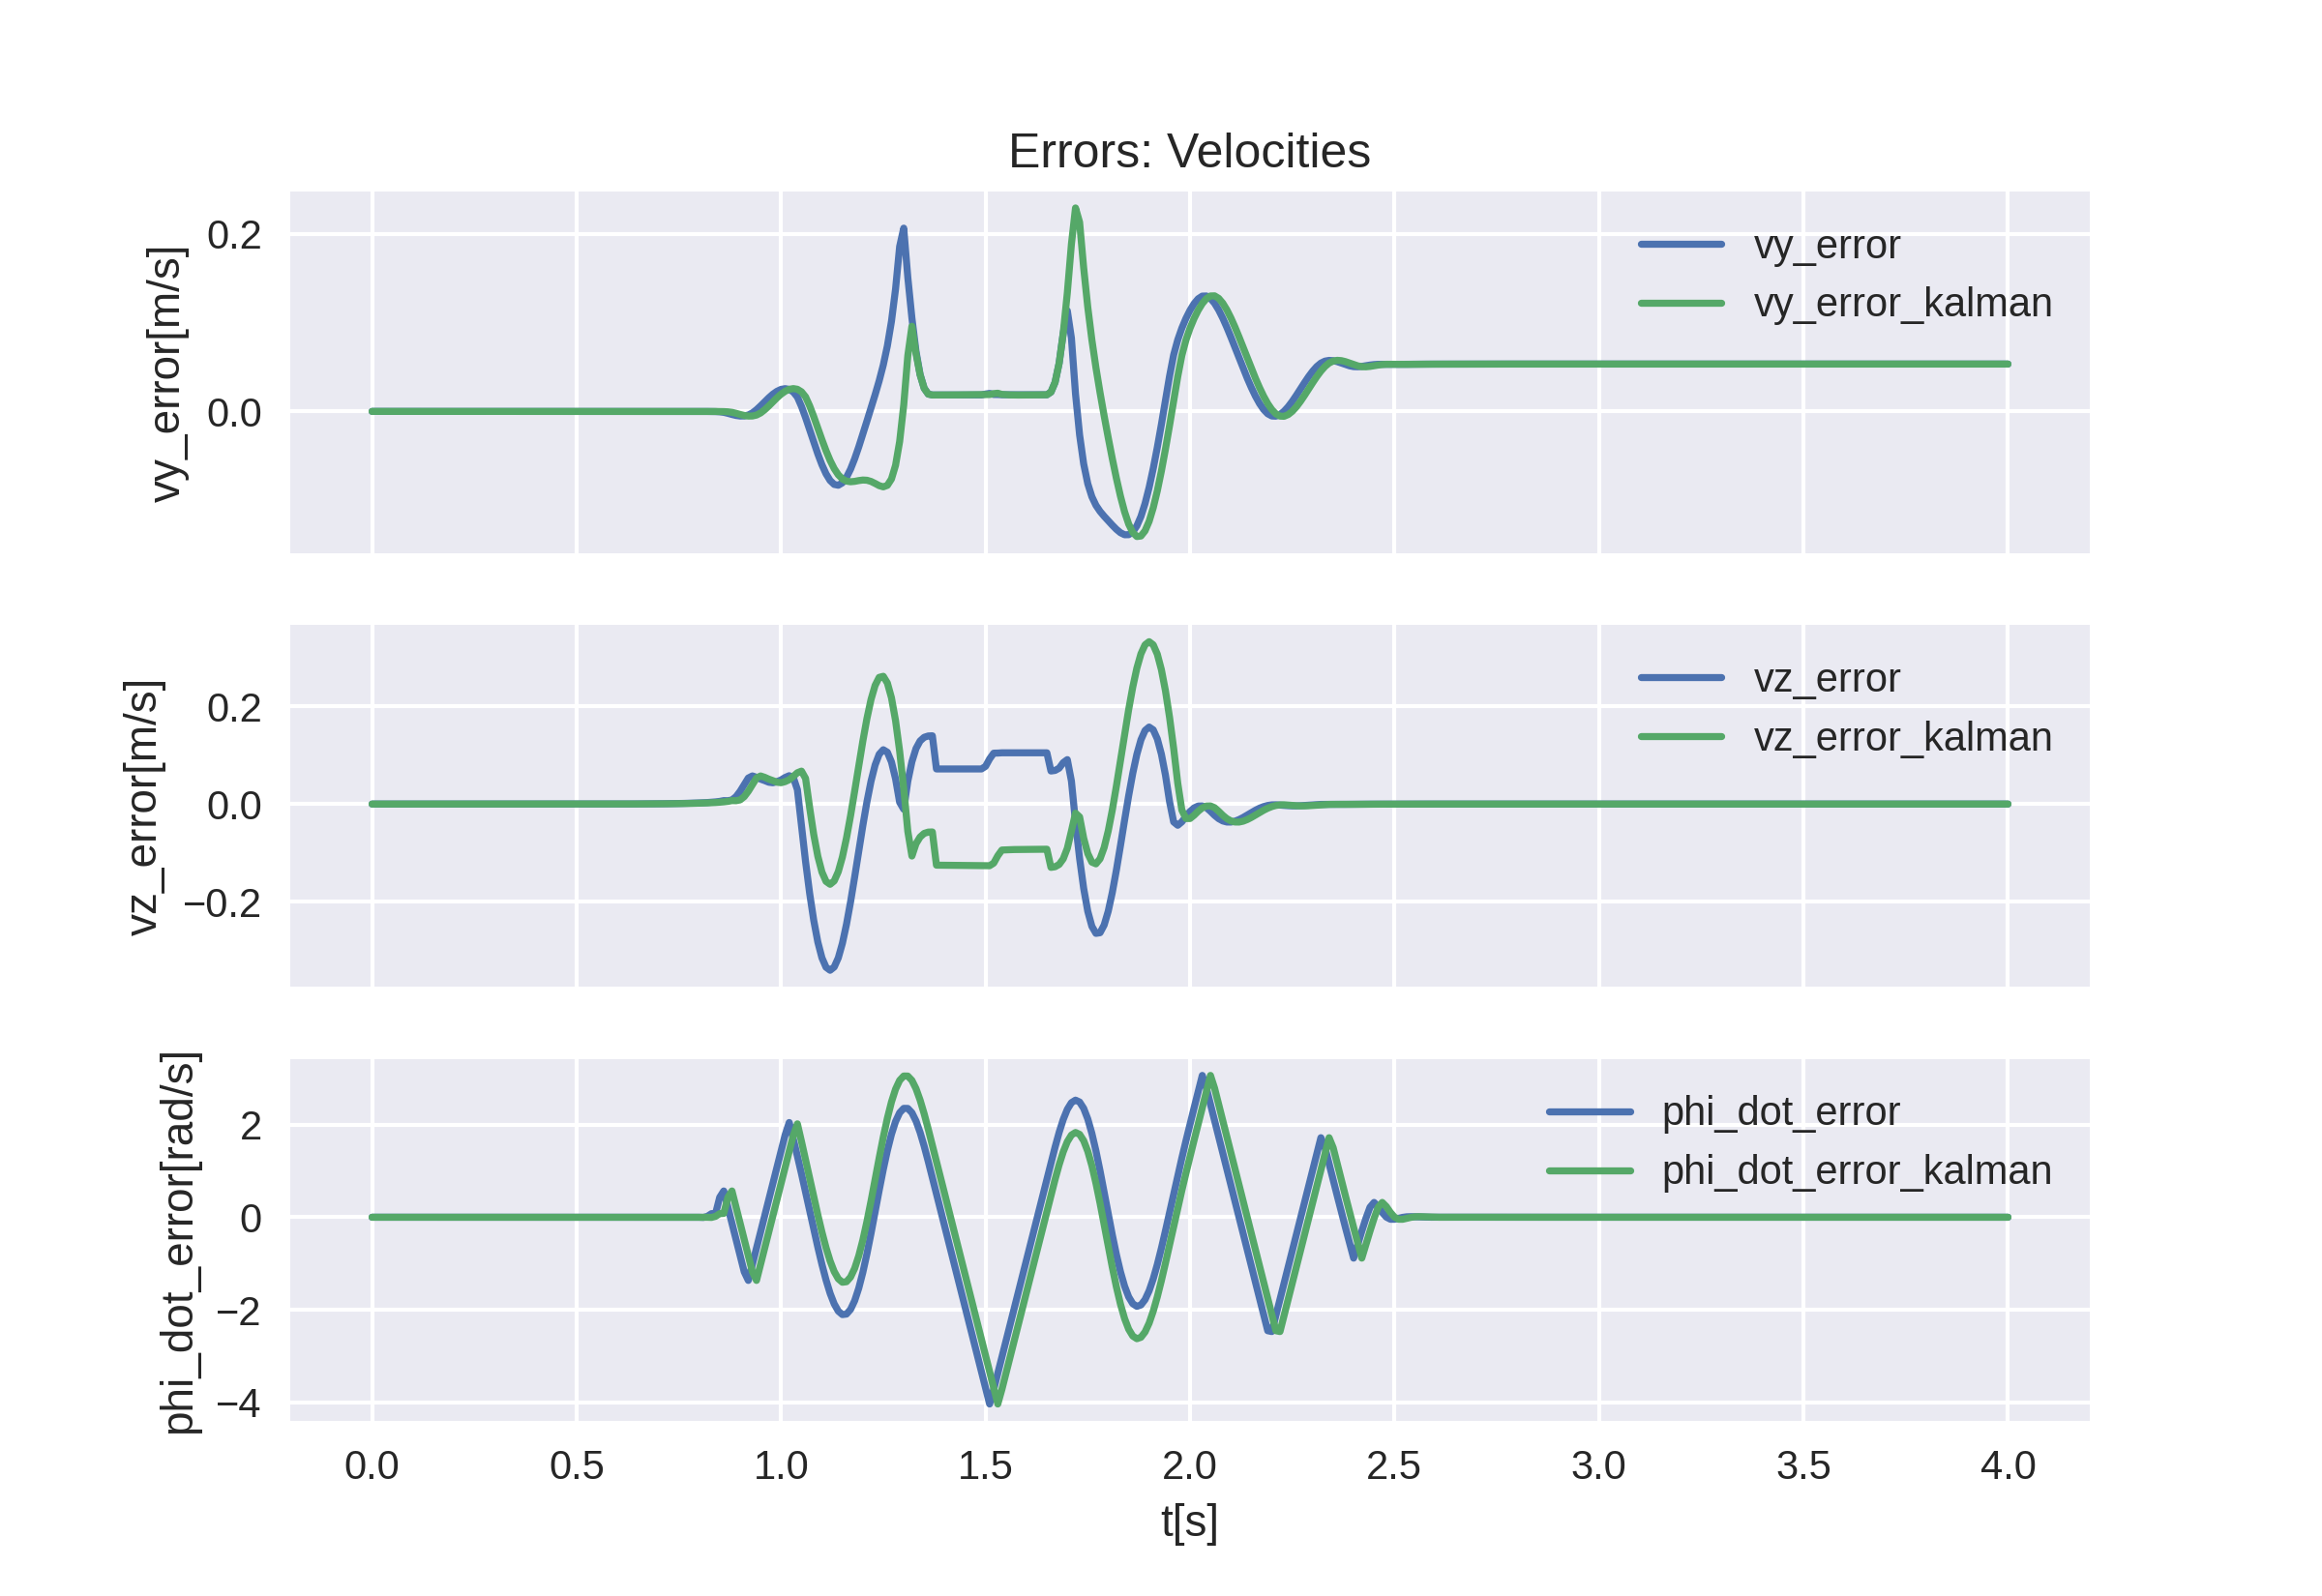 Errors: Velocities
vy_error[m/s]
0.2
0.0
vy_error
vy_error_kalman
vz_error[m/s]
0.2
0.0
−0.2
vz_error
vz_error_kalman
phi_dot_error[rad/s]
2
0
−2
−4
phi_dot_error
phi_dot_error_kalman
0.0 0.5 1.0 1.5 2.0 2.5 3.0 3.5 4.0
t[s]